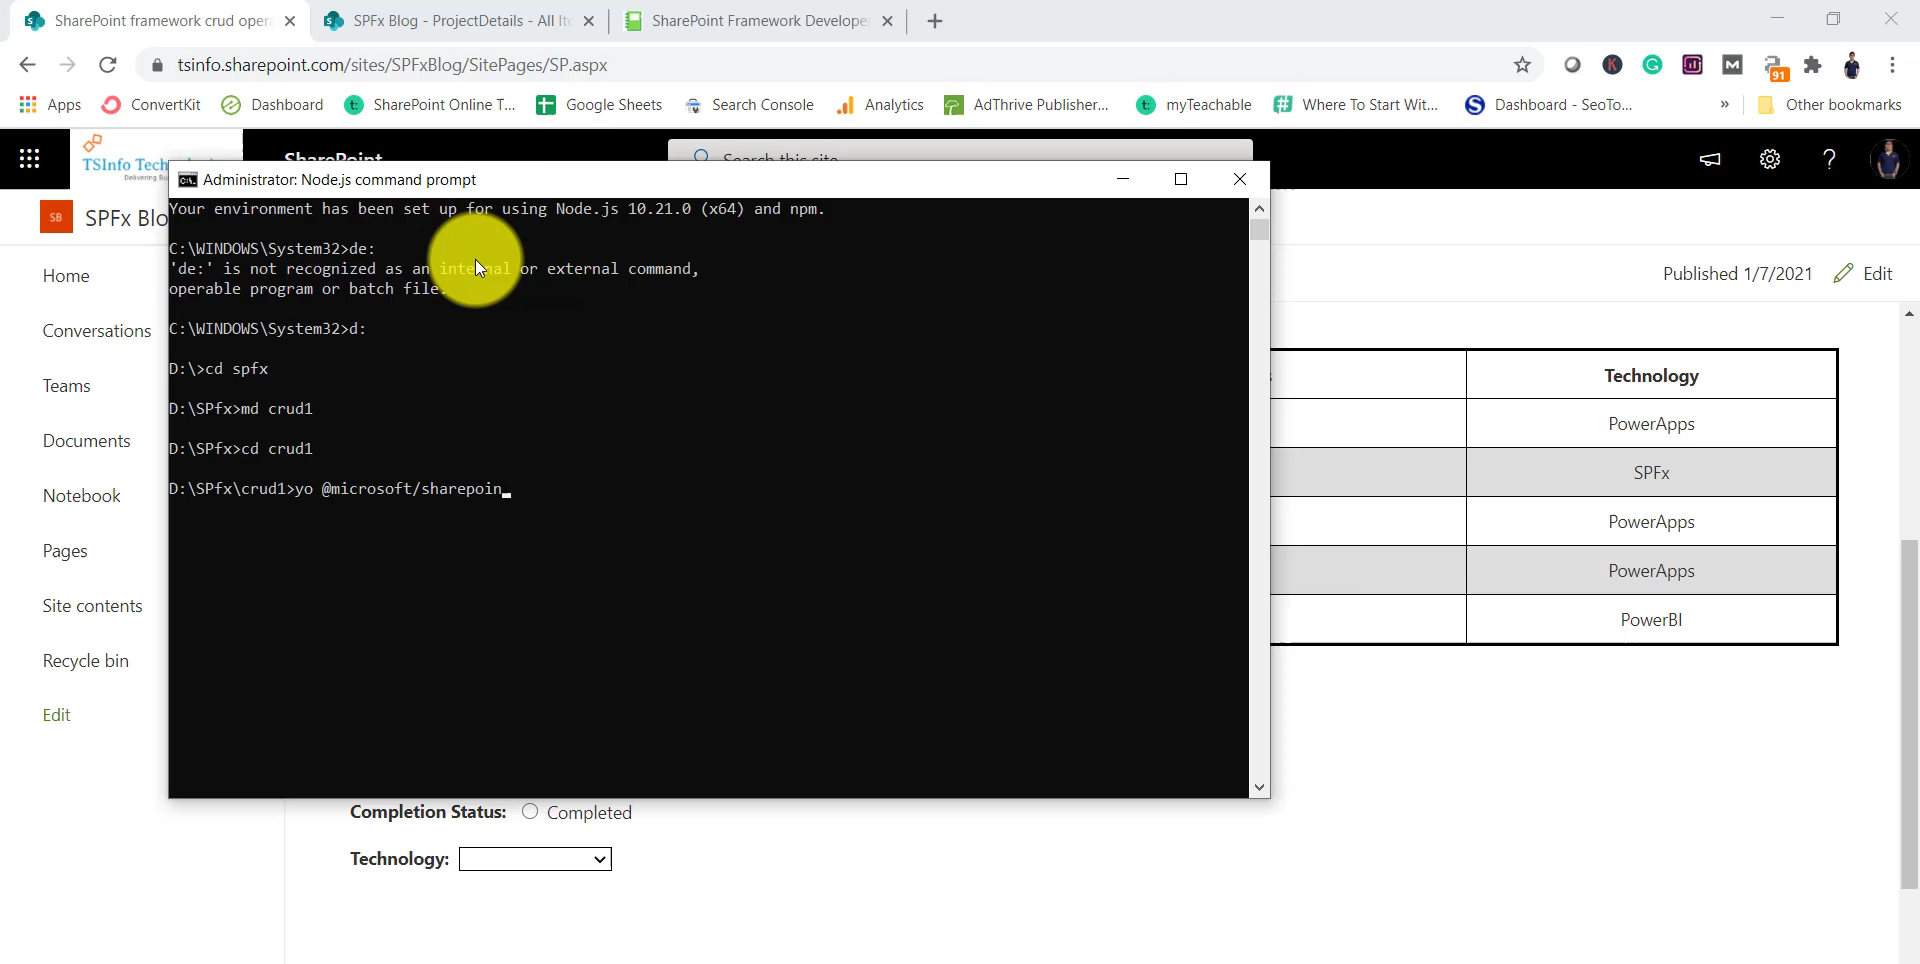 SharePoint framework crud oper
SPFx Blog - ProjectDetails - All It
SharePoint Framework Develope
tsinfo.sharepoint.com/sites/SPFxBlog/SitePages/SP.aspx
91
Apps
ConvertKit
Dashboard
SharePoint Online T...
Google Sheets
Search Console
Analytics
AdThrive Publisher...
myTeachable
Where To Start Wit...
Dashboard - SeoTo...
»
Other bookmarks
TSInfo Tech
SharePoint
Search this site
SB
SPFx Blo
Published 1/7/2021
Edit
Home
Conversations
Teams
Documents
Notebook
Pages
Site contents
Recycle bin
Edit
Administrator: Node.js command prompt
Your environment has been set up for using Node.js 10.21.0 (x64) and npm.
C:\WINDOWS\System32>de:
'de:' is not recognized as an internal or external command,
operable program or batch file.
C:\WINDOWS\System32>d:
D:\>cd spfx
D:\SPfx>md crud1
D:\SPfx>cd crud1
D:\SPfx\crud1>yo @microsoft/sharepoin
Technology
PowerApps
SPFx
PowerApps
PowerApps
PowerBI
Completion Status:
Completed
Technology: